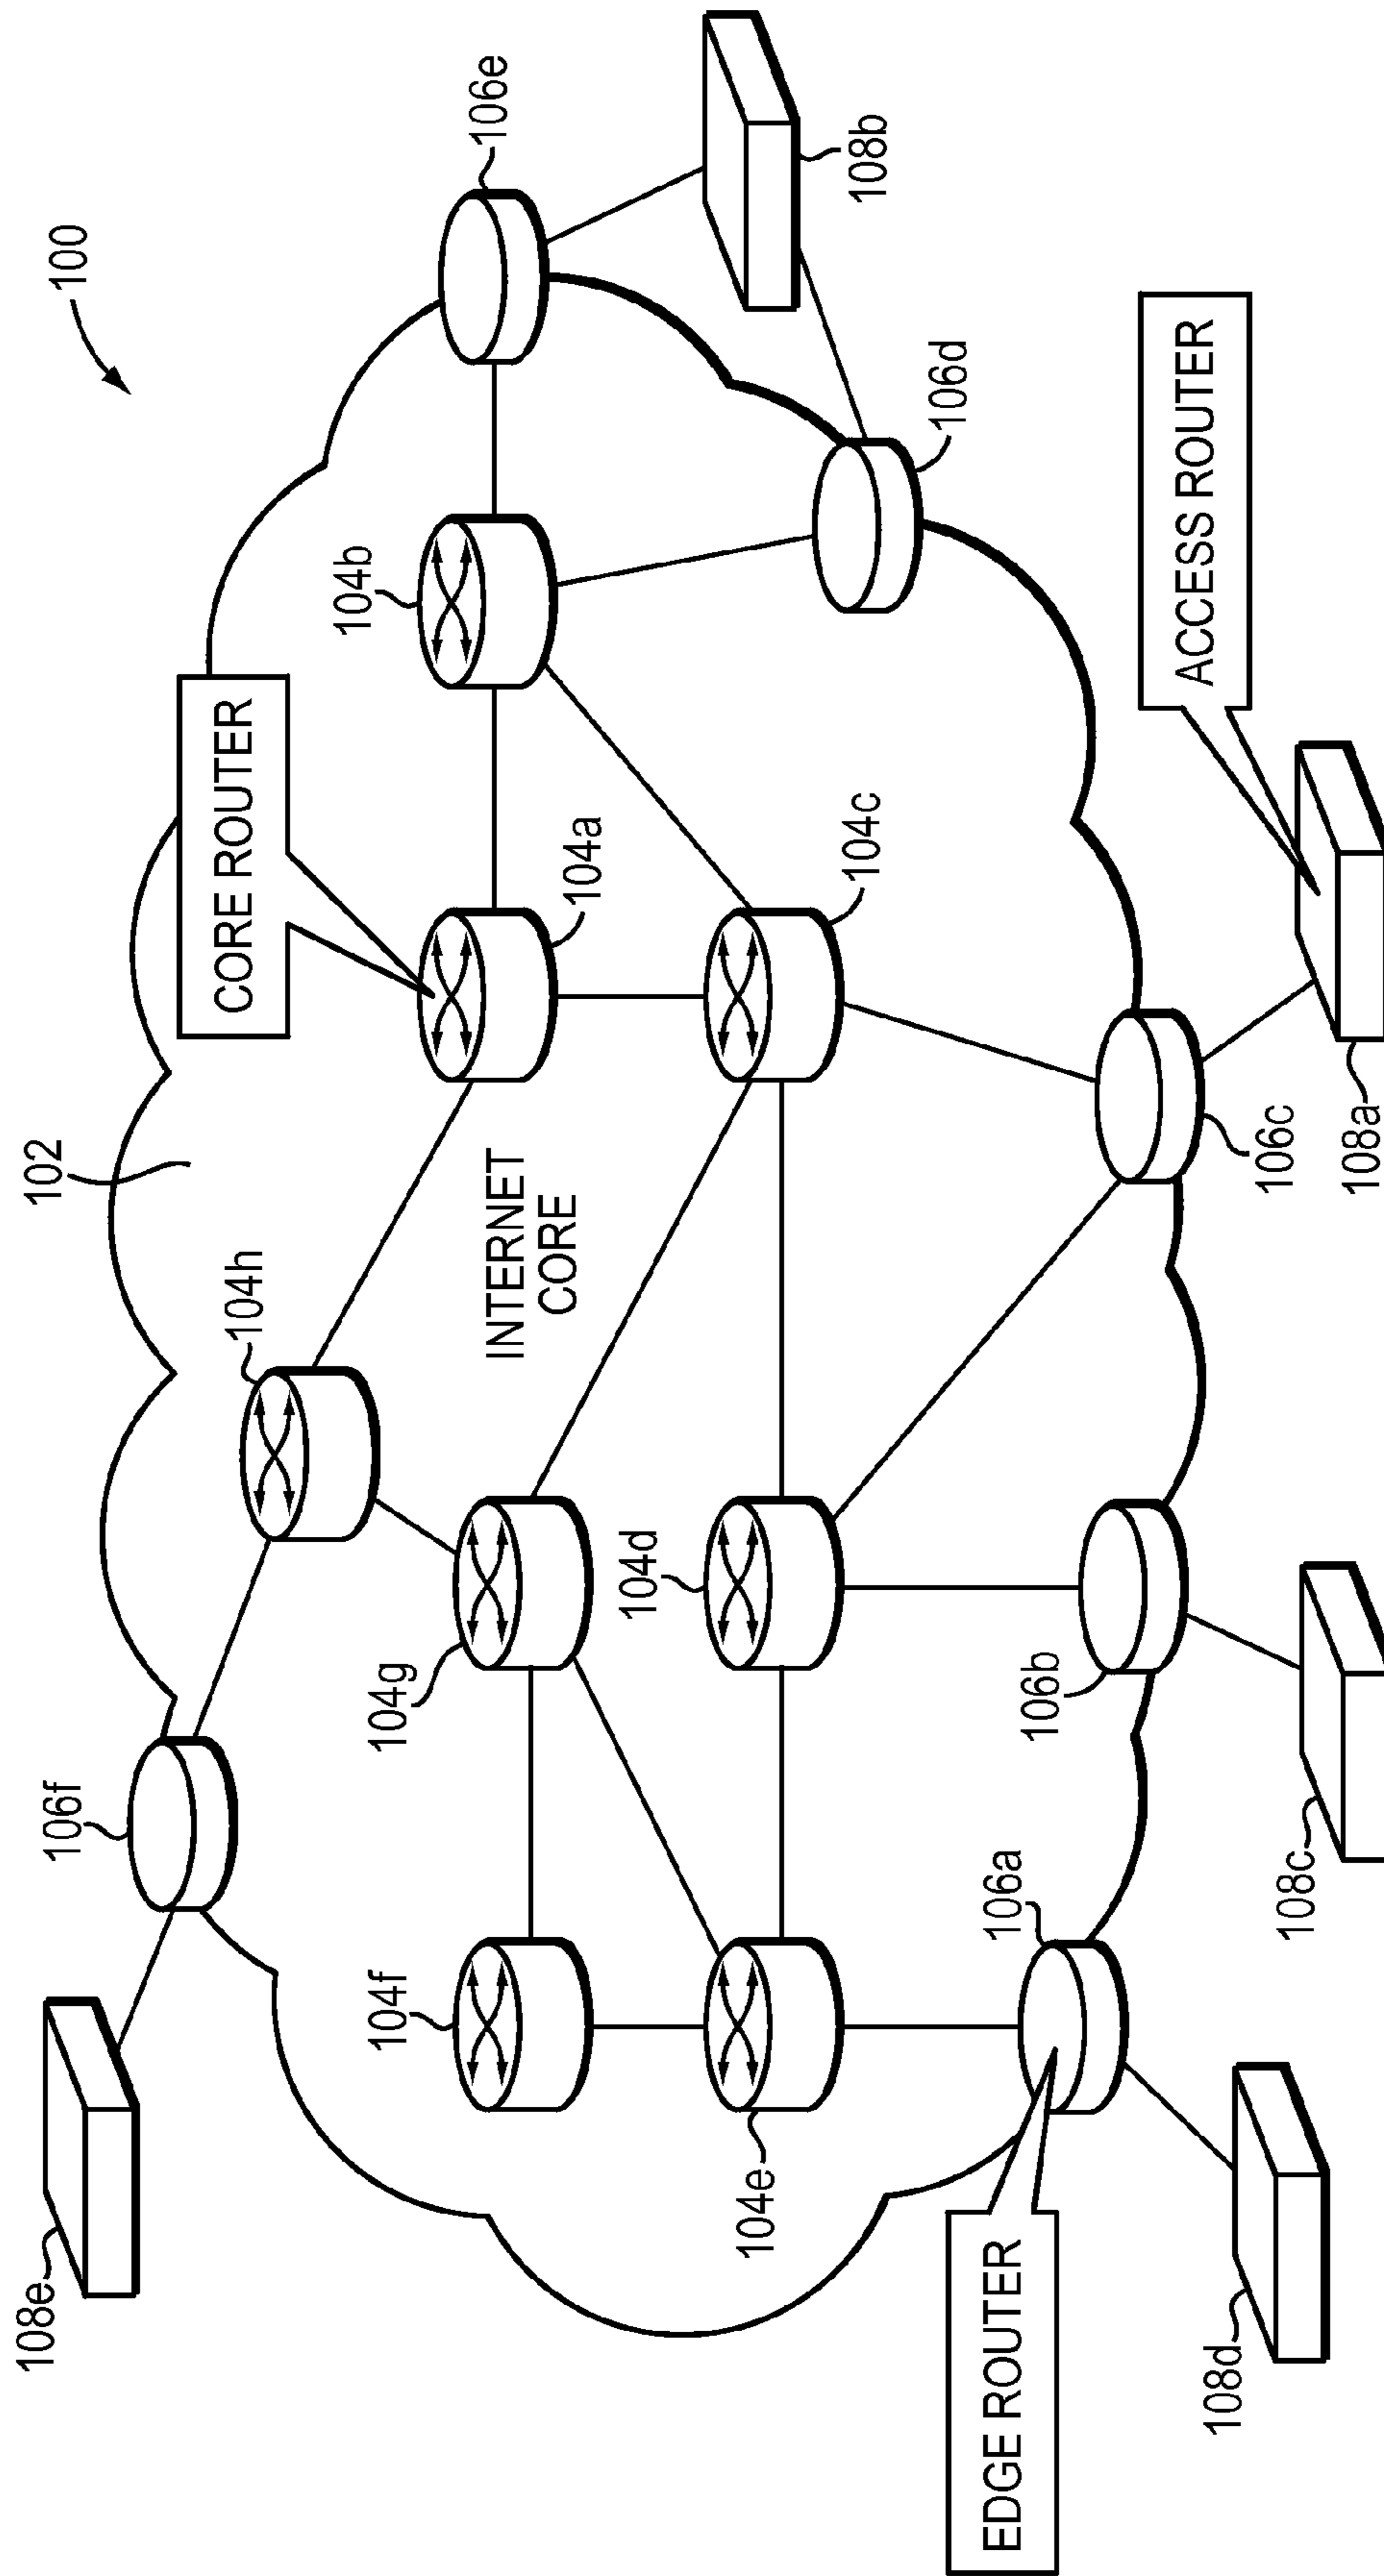 100
102
CORE ROUTER
108e
106f
104h
104b
106e
104a
INTERNET
CORE
104g
104f
108b
104d
104c
104e
106d
106a
106b
EDGE ROUTER
106c
ACCESS ROUTER
108d
108c
108a